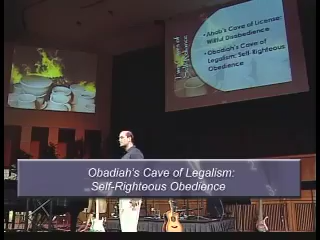 • Ahab's Cave of License:
Willful Disobedience
• Obadiah's Cave of
Legalism: Self-Righteous
Obedience
Obadiah's Cave of Legalism:
Self-Righteous Obedience